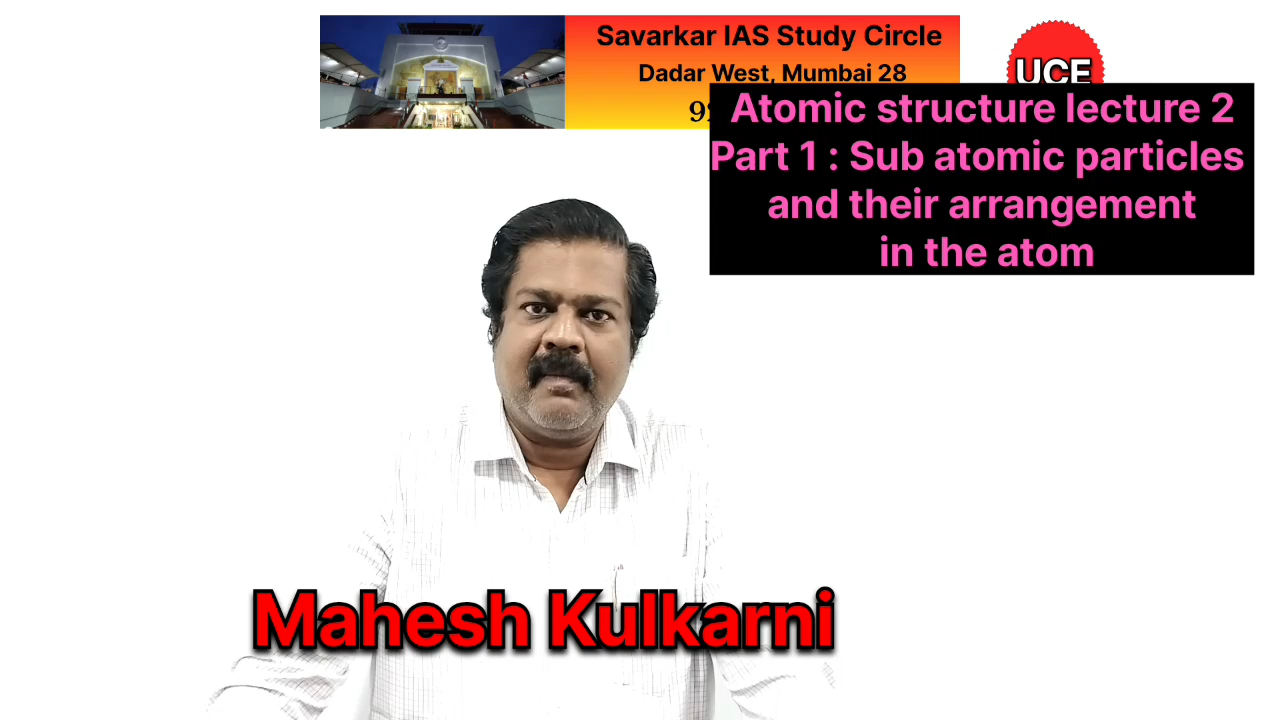 Savarkar IAS Study Circle
Dadar West, Mumbai 28
UCE
Atomic structure lecture 2
Part 1 : Sub atomic particles
and their arrangement
in the atom
Mahesh Kulkarni